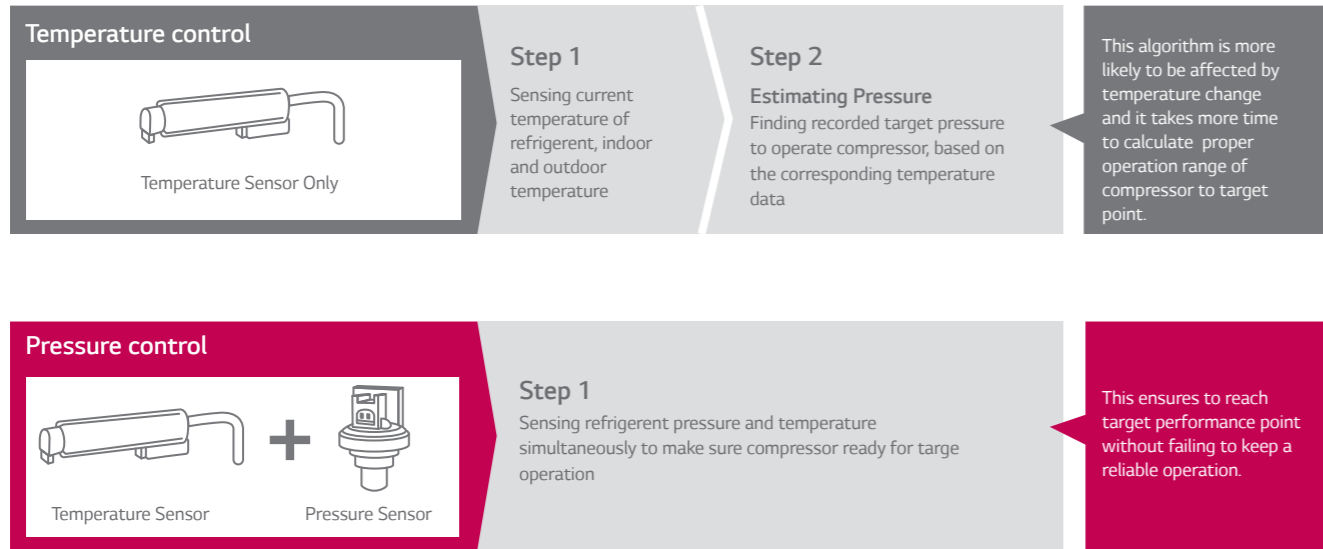 Temperature control
Temperature Sensor Only
Step 1
Sensing current
temperature of
refrigerent, indoor
and outdoor
temperature
Step 2
Estimating Pressure
Finding recorded target pressure
to operate compressor, based on
the corresponding temperature
data
This algorithm is more
likely to be affected by
temperature change
and it takes more time
to calculate proper
operation range of
compressor to target
point.
Pressure control
+
Temperature Sensor
Pressure Sensor
Step 1
Sensing refrigerent pressure and temperature
simultaneously to make sure compressor ready for targe
operation
This ensures to reach
target performance point
without failing to keep a
reliable operation.